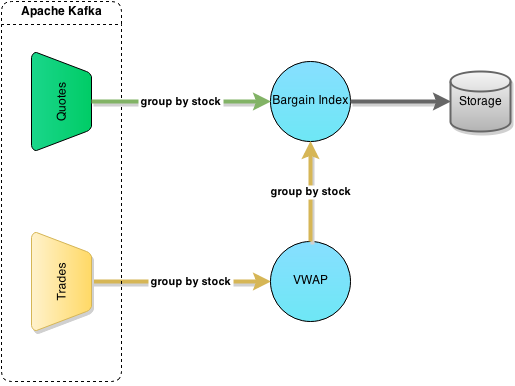 Apache Kafka
Quotes
group by stock
Bargain Index
Storage
group by stock
Trades
group by stock
VWAP